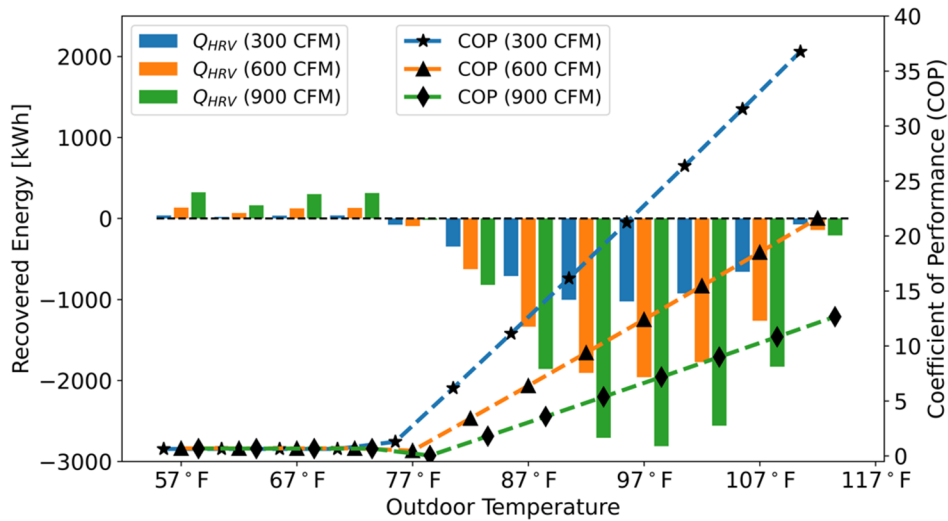 Q_HRV (300 CFM)
Q_HRV (600 CFM)
Q_HRV (900 CFM)
COP (300 CFM)
COP (600 CFM)
COP (900 CFM)
Recovered Energy [kWh]
2000
1000
0
−1000
−2000
−3000
40
35
30
25
20
15
10
5
0
Coefficient of Performance (COP)
57°F 67°F 77°F 87°F 97°F 107°F 117°F
Outdoor Temperature